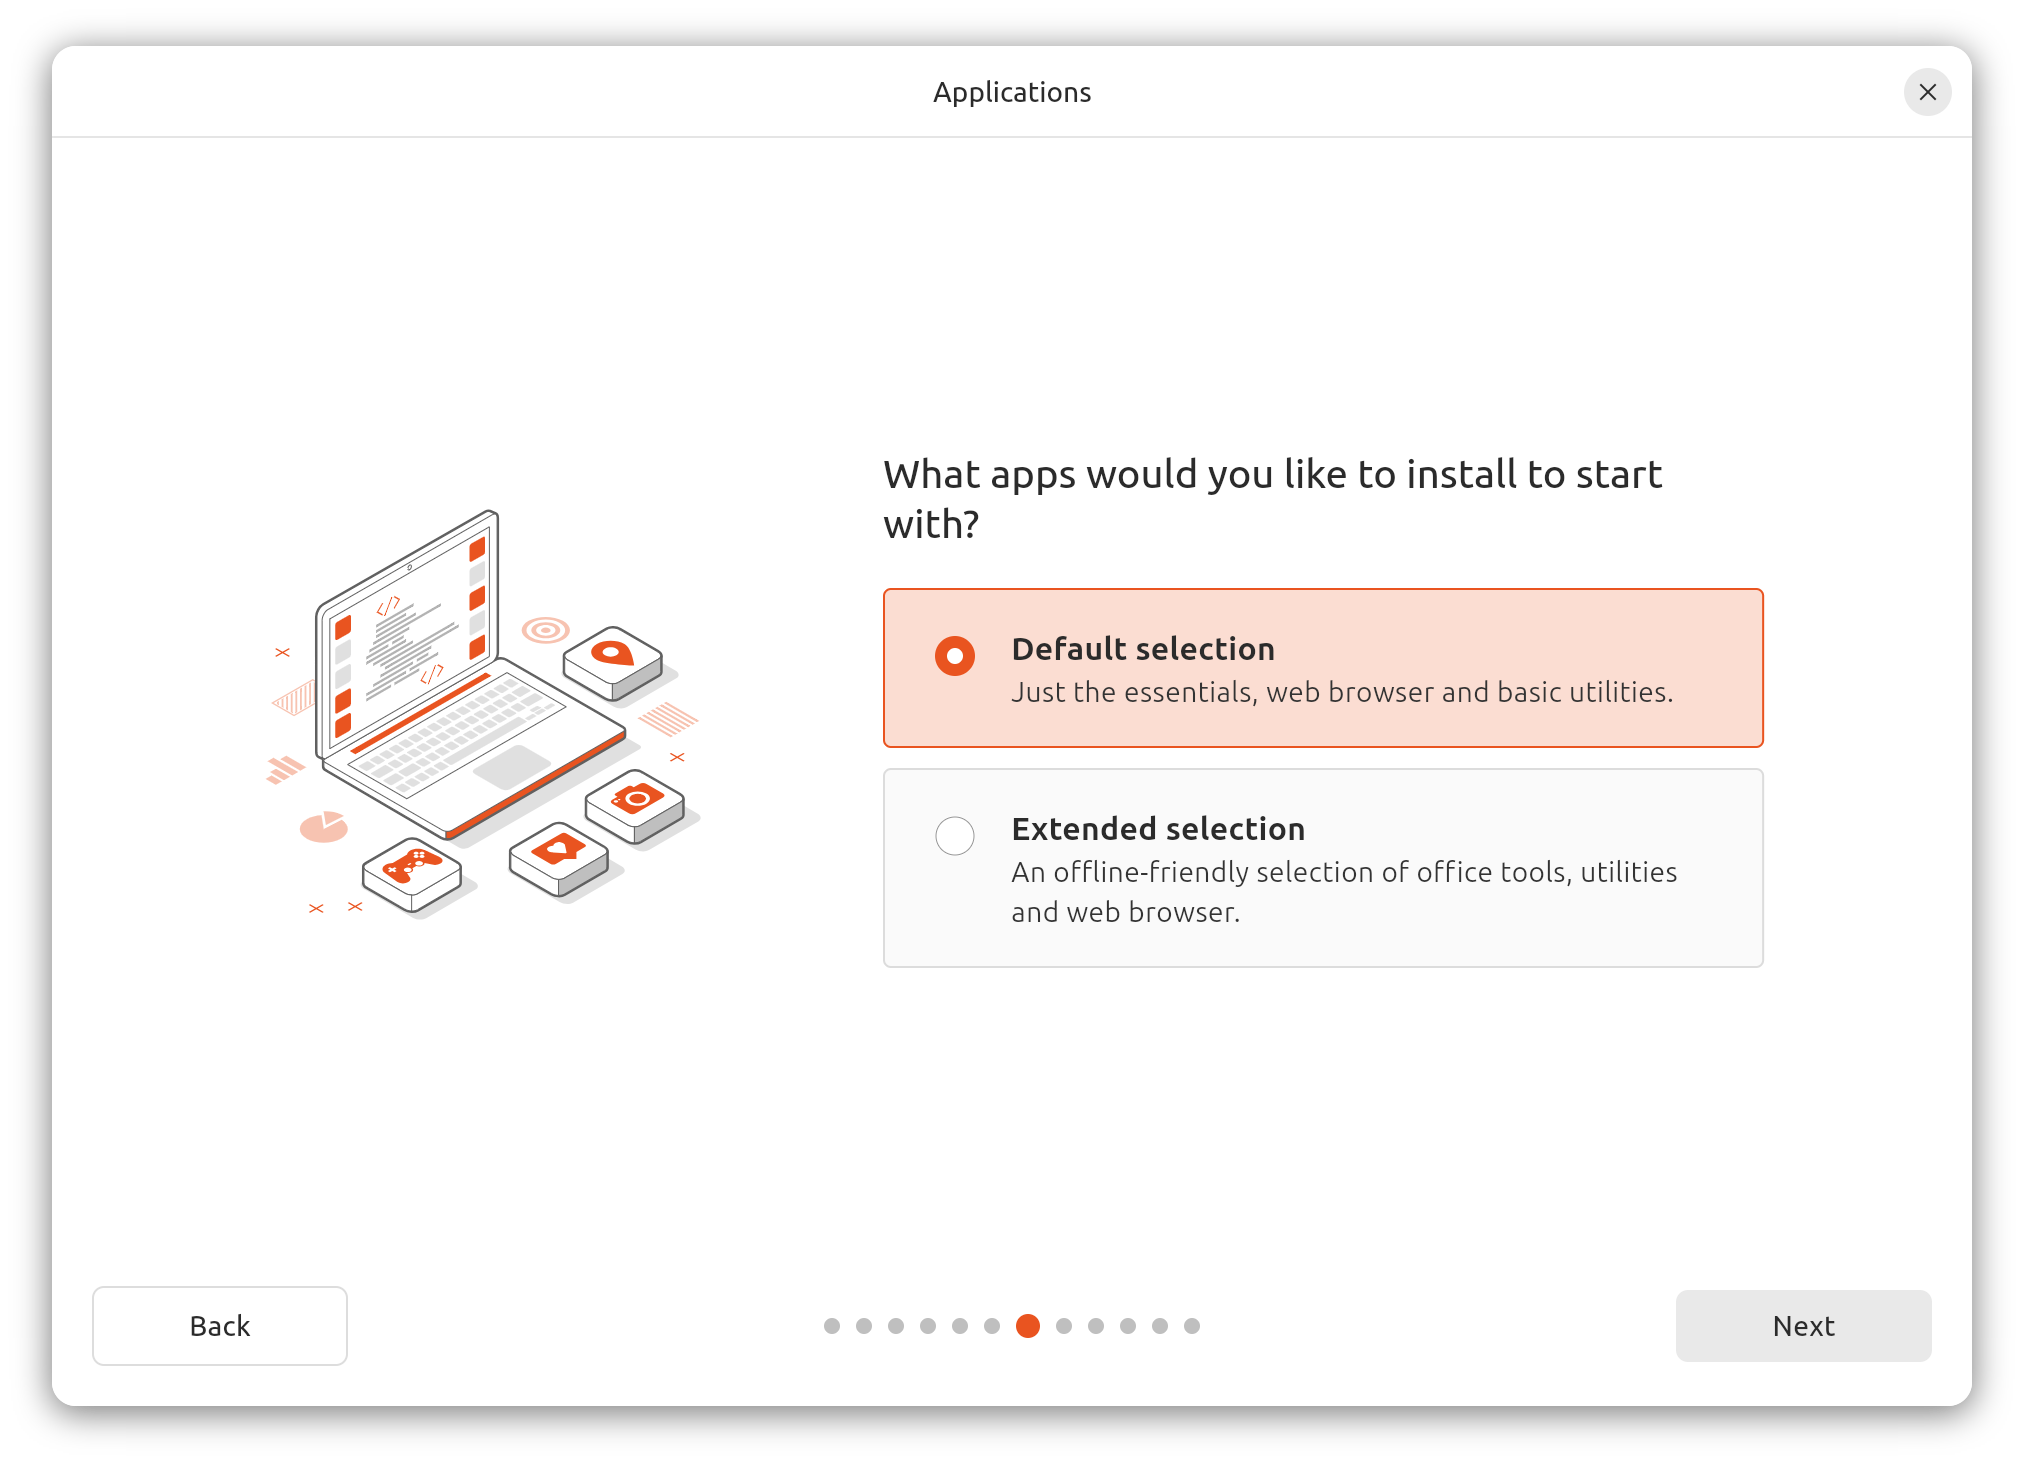 Applications
What apps would you like to install to start
with?
Default selection
Just the essentials, web browser and basic utilities.
Extended selection
An offline-friendly selection of office tools, utilities
and web browser.
Back
Next